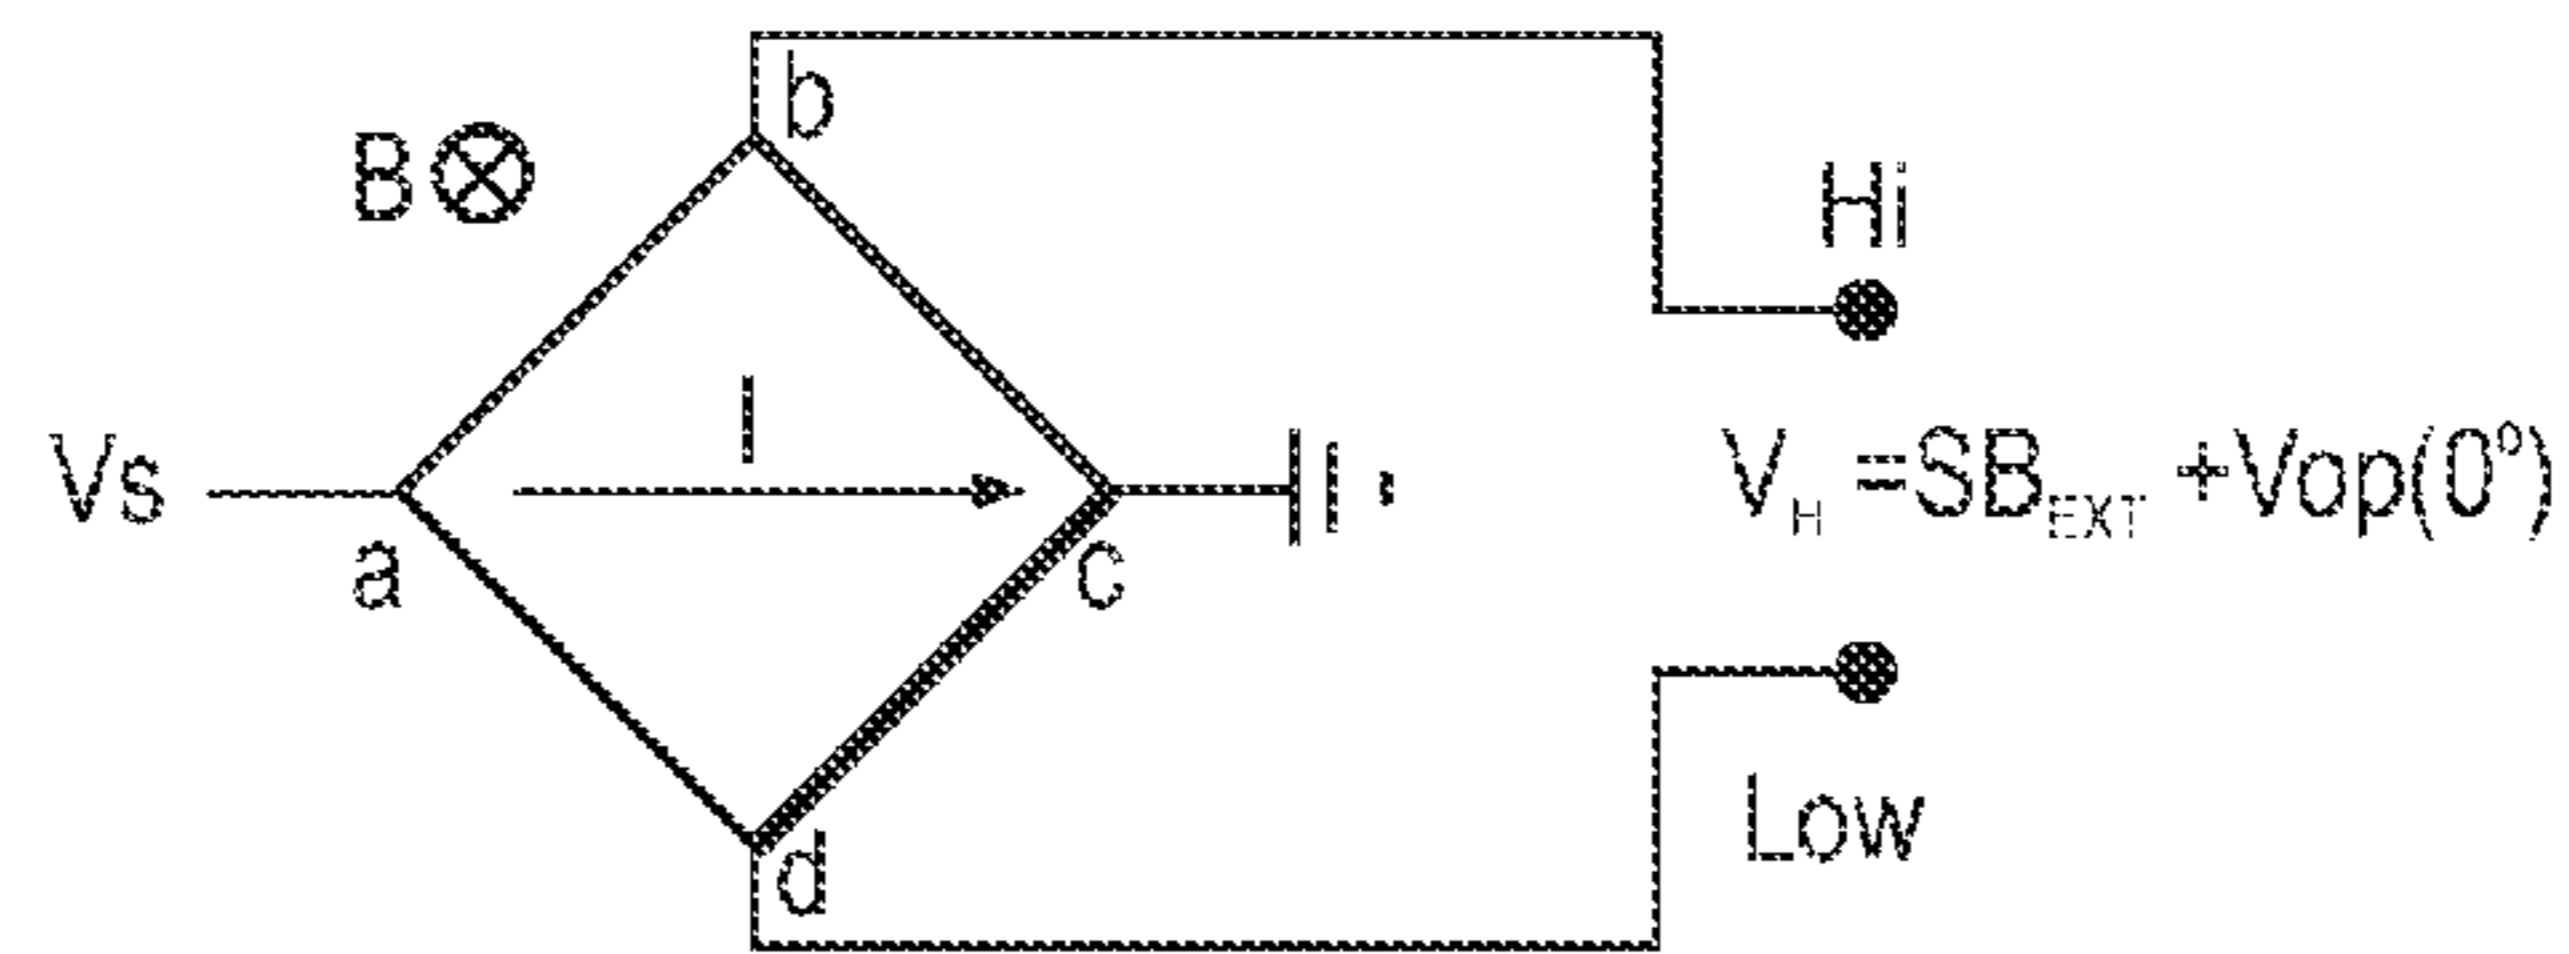 b
B
Hi
I
Vs
V_H =SB_EXT +Vop(0°)
a
c
Low
d